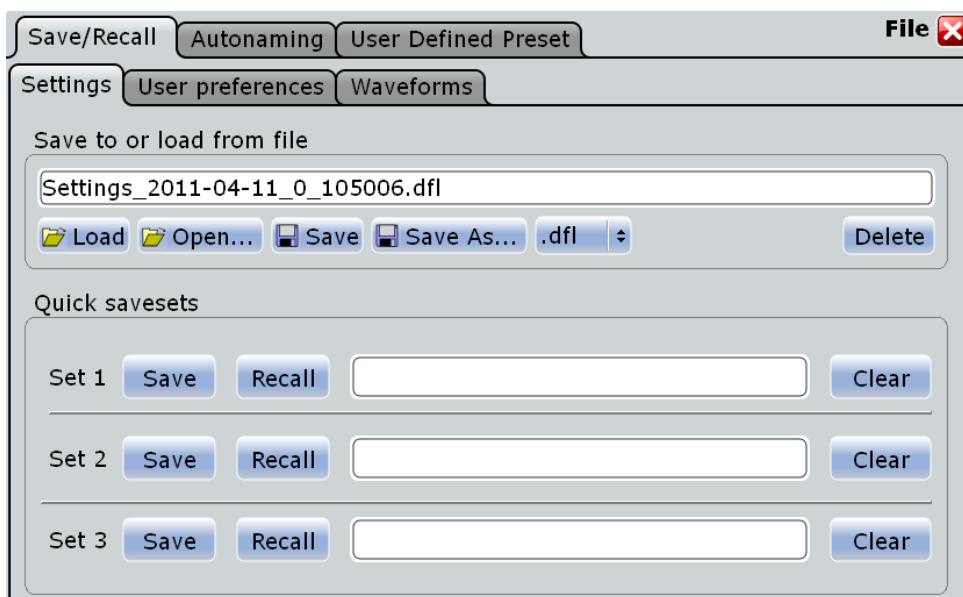 Save/Recall Autonaming User Defined Preset File
Settings User preferences Waveforms
Save to or load from file
Settings_2011-04-11_0_105006.dfl
Load Open... Save Save As... .dfl Delete
Quick savesets
Set 1 Save Recall Clear
Set 2 Save Recall Clear
Set 3 Save Recall Clear